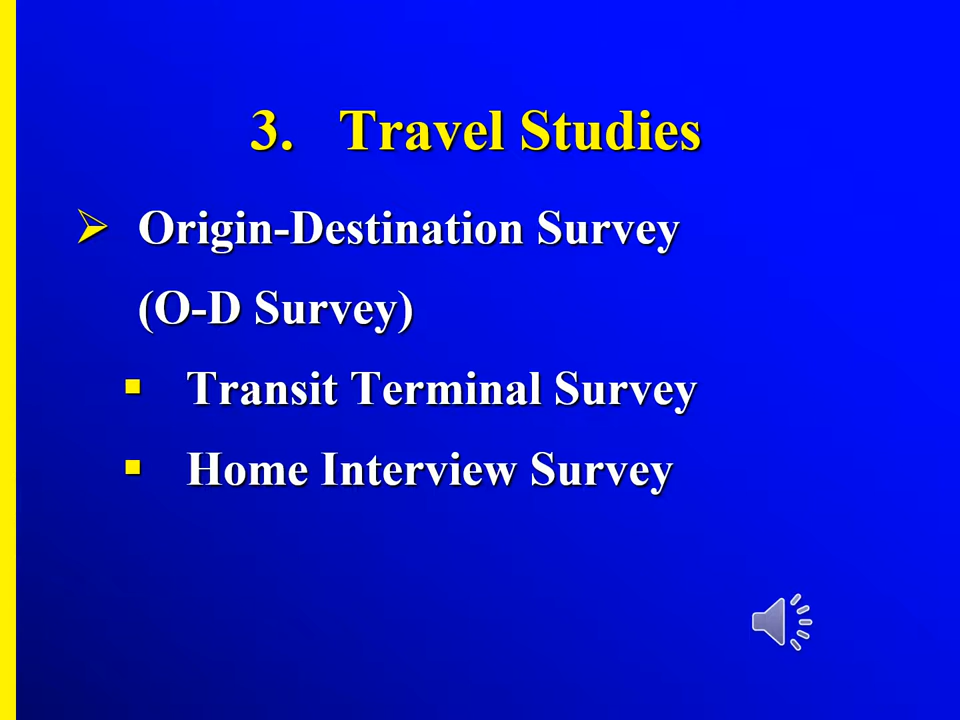 3. Travel Studies
➢ Origin-Destination Survey
(O-D Survey)
▪ Transit Terminal Survey
▪ Home Interview Survey